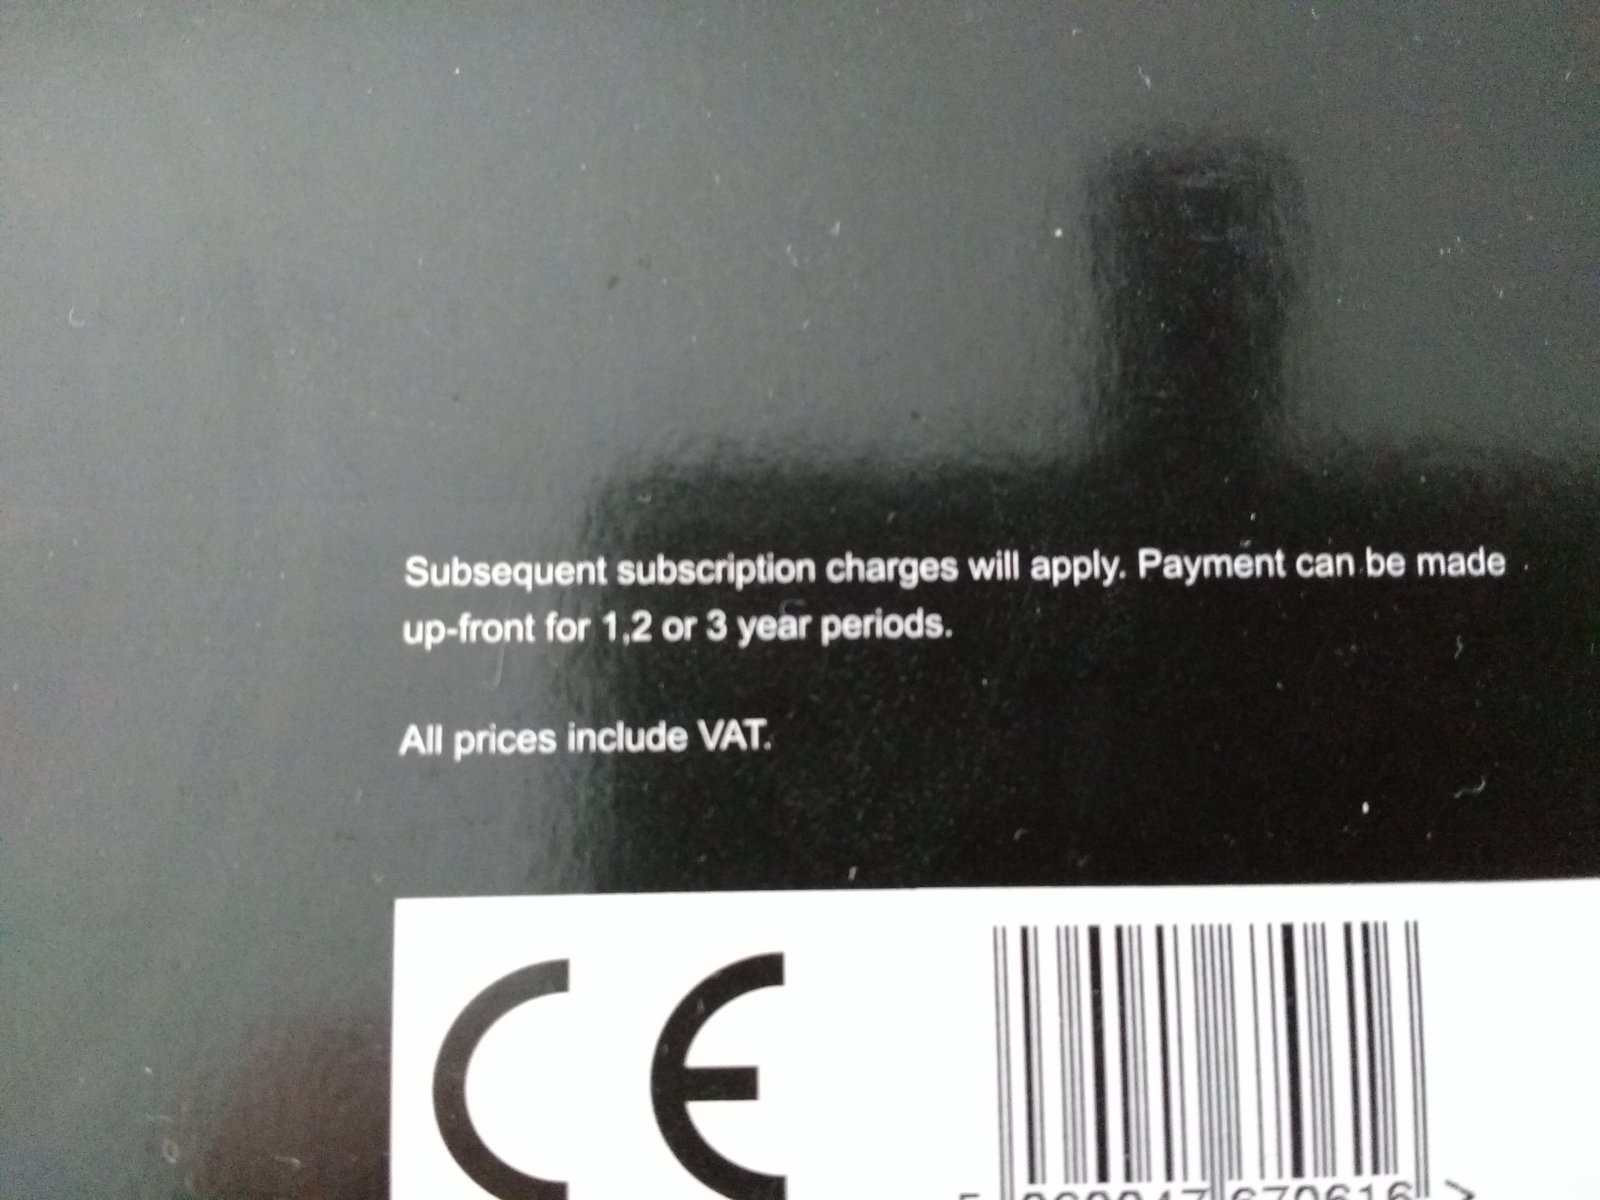 Subsequent subscription charges will apply. Payment can be made
up-front for 1,2 or 3 year periods.
All prices include VAT.
CE